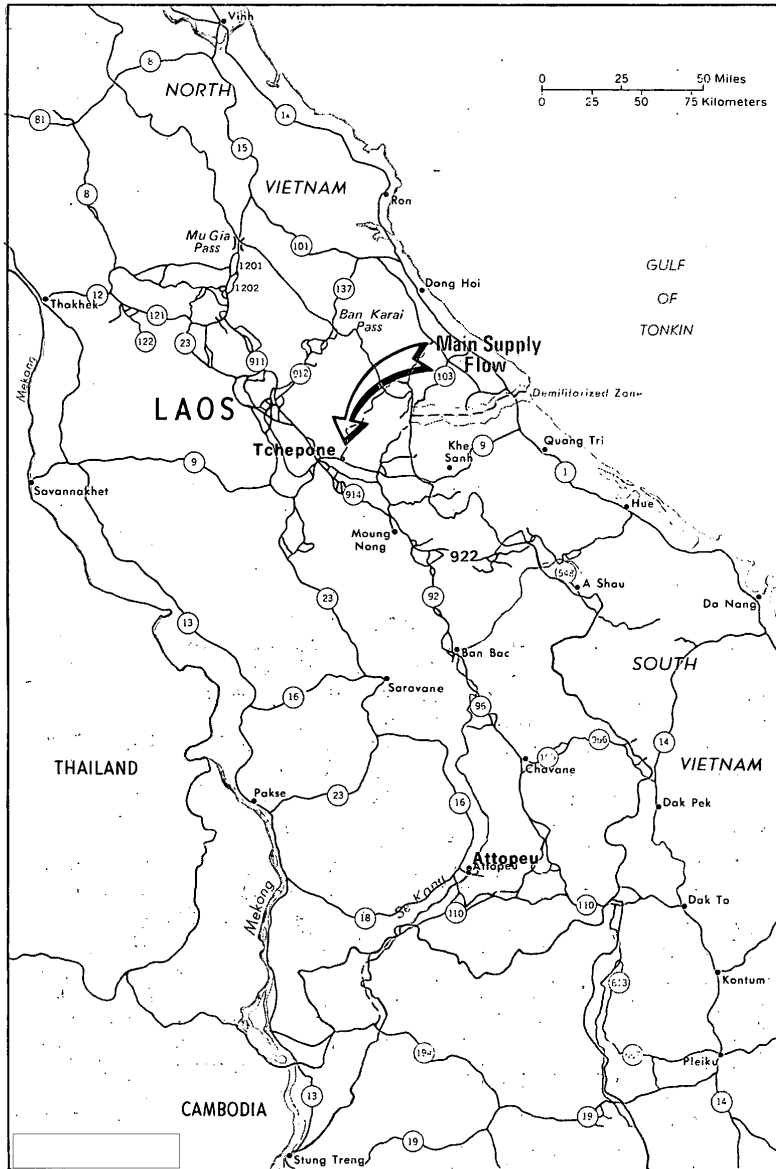 Vinh
8
NORTH
0 25 50 Miles
0 25 50 75 Kilometers
81
1A
15
8
VIETNAM
Ron
Mu Gia
Pass
101
1201
GULF
OF
TONKIN
137
Dong Hoi
1202
12
Thakhek
121
Ban Karai
Pass
122
23
911
Main Supply
Flow
912
103
Mekong
Demilitarized Zone
LAOS
Tchepone
Khe
Sanh
9
Quang Tri
9
1
Savannakhet
914
Hue
Moung
Nong
922
548
A Shau
23
92
Da Nang
13
Ban Bac
SOUTH
Saravane
16
96
14
966
THAILAND
Chavane
VIETNAM
Pakse
23
16
Dak Pek
Attopeu
Attopeu
Se Kong
Mekong
18
110
110
Dak To
Kontum
613
194
Pleiku
13
14
CAMBODIA
19
19
Stung Treng